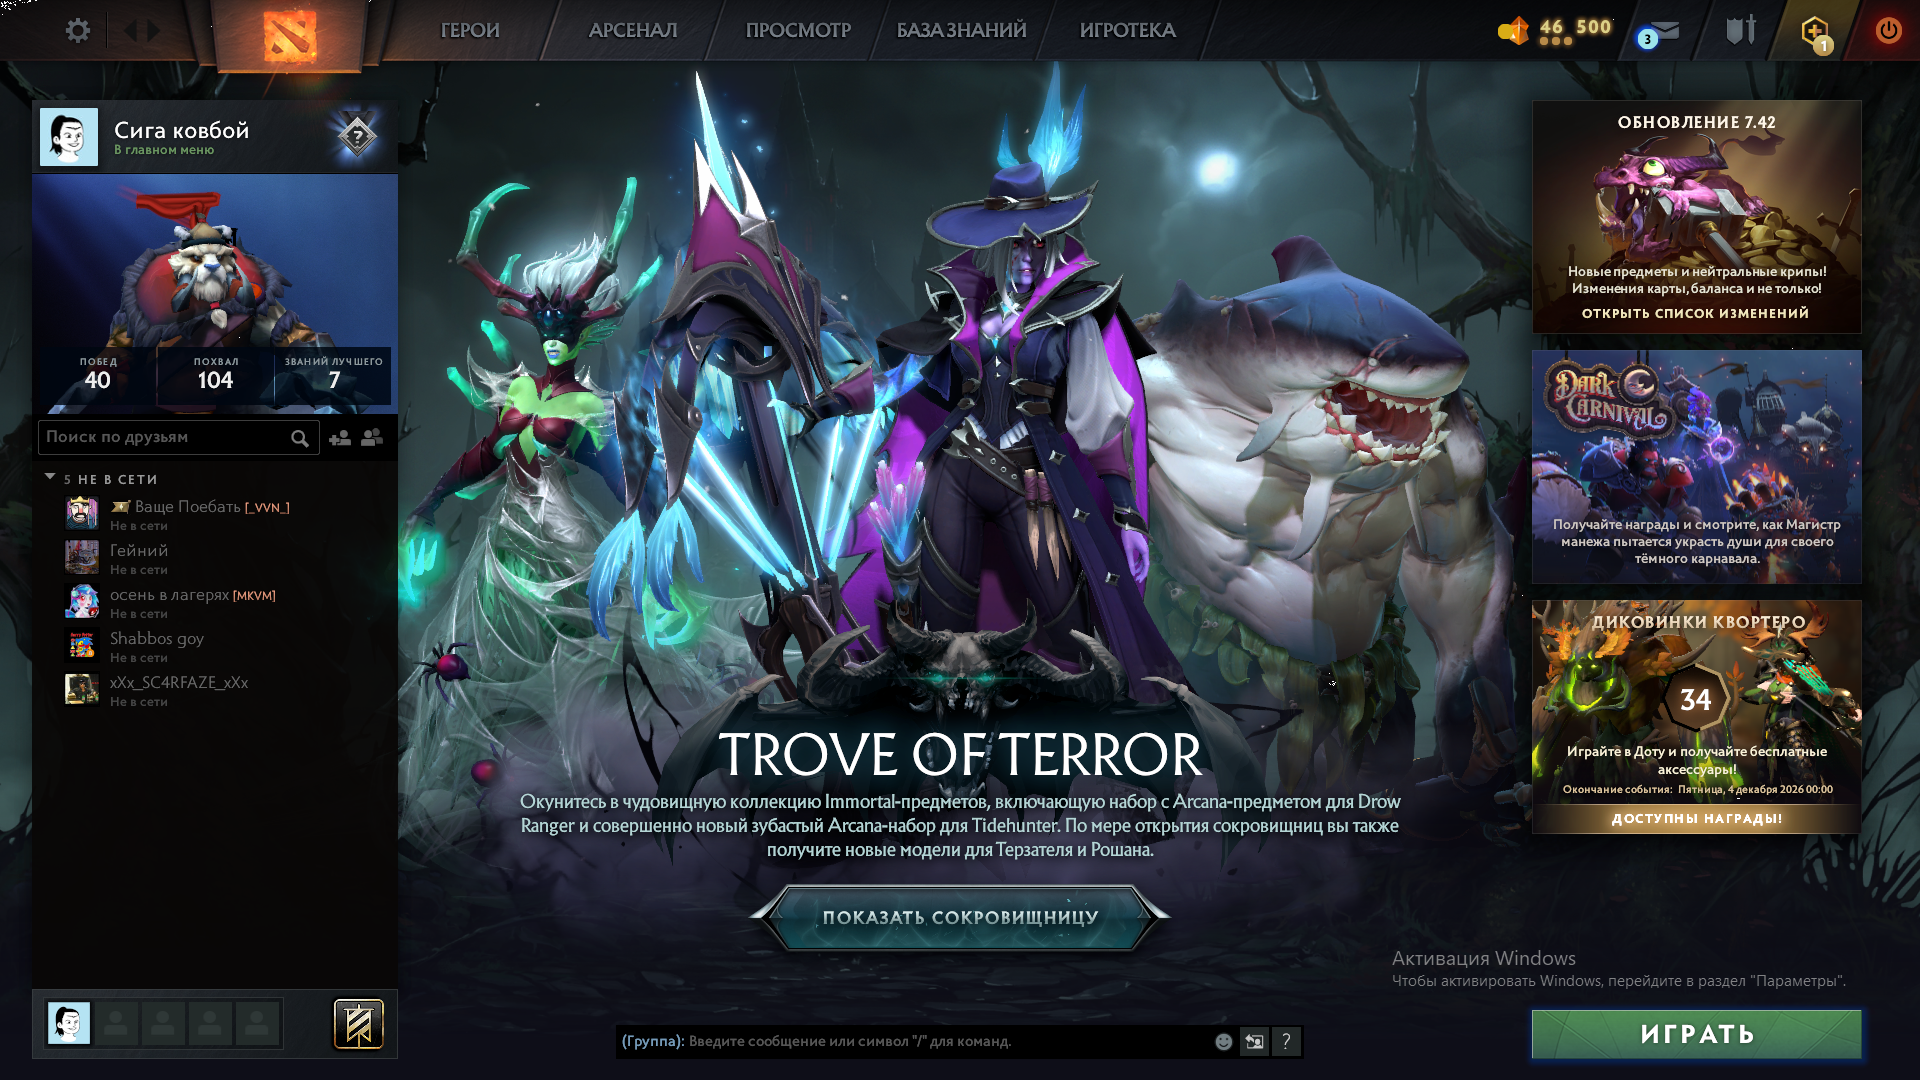 ГЕРОИ
АРСЕНАЛ
ПРОСМОТР
БАЗА ЗНАНИЙ
ИГРОТЕКА
46 500
3
1
Сига ковбой
В главном меню
?
ПОБЕД
40
ПОХВАЛ
104
ЗВАНИЙ ЛУЧШЕГО
7
Поиск по друзьям
5 НЕ В СЕТИ
Ваще Поебать [_VVN_]
Не в сети
Гейний
Не в сети
осень в лагерях [MKVM]
Не в сети
Shabbos goy
Не в сети
xXx_SC4RFAZE_xXx
Не в сети
TROVE OF TERROR
Окунитесь в чудовищную коллекцию Immortal-предметов, включающую набор с Arcana-предметом для Drow
Ranger и совершенно новый зубастый Arcana-набор для Tidehunter. По мере открытия сокровищниц вы также
получите новые модели для Терзателя и Рошана.
ПОКАЗАТЬ СОКРОВИЩНИЦУ
(Группа): Введите сообщение или символ "/" для команд.
?
ОБНОВЛЕНИЕ 7.42
Новые предметы и нейтральные крипы!
Изменения карты, баланса и не только!
ОТКРЫТЬ СПИСОК ИЗМЕНЕНИЙ
DARK
CARNIVAL
Получайте награды и смотрите, как Магистр
манежа пытается украсть души для своего
тёмного карнавала.
ДИКОВИНКИ КВОРТЕРО
34
Играйте в Доту и получайте бесплатные
аксессуары!
Окончание события: Пятница, 4 декабря 2026 00:00
ДОСТУПНЫ НАГРАДЫ!
Активация Windows
Чтобы активировать Windows, перейдите в раздел "Параметры".
ИГРАТЬ